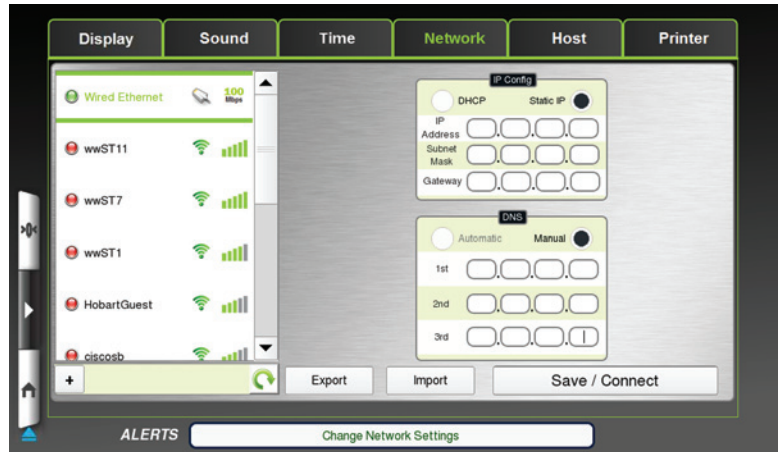 Display Sound Time Network Host Printer
IP Config
Wired Ethernet 100 Mbps
DHCP Static IP
IP Address
wwST11
Subnet Mask
Gateway
wwST7
DNS
Automatic Manual
>0<
wwST1
1st
HobartGuest
2nd
3rd
ciscosb
+ Export Import Save / Connect
ALERTS Change Network Settings